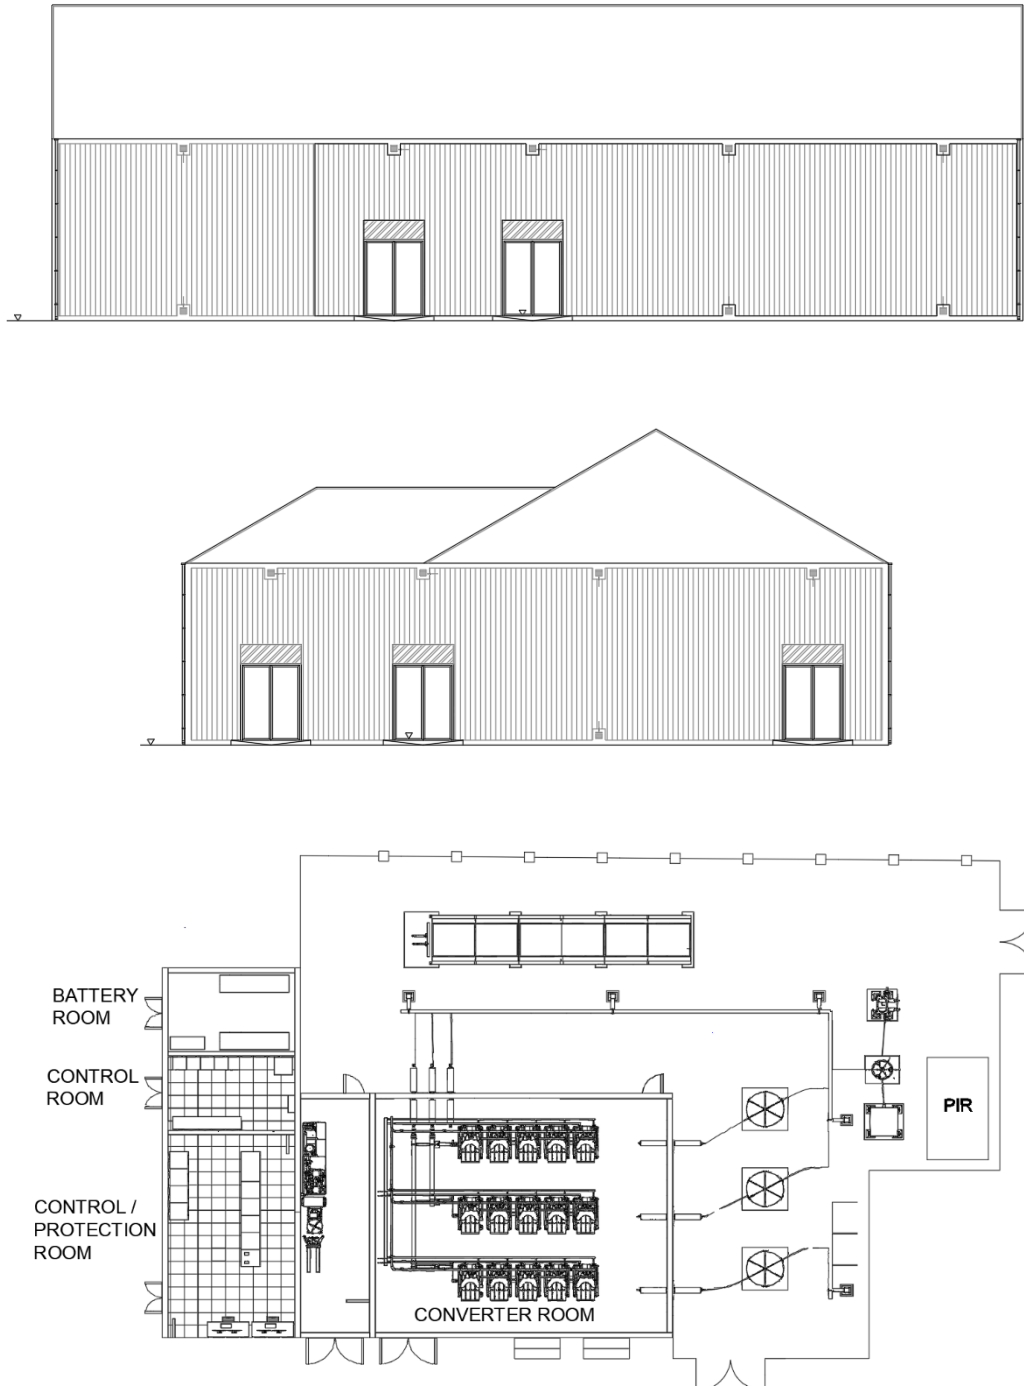 BATTERY
ROOM
CONTROL
ROOM
PIR
CONTROL /
PROTECTION
ROOM
CONVERTER ROOM